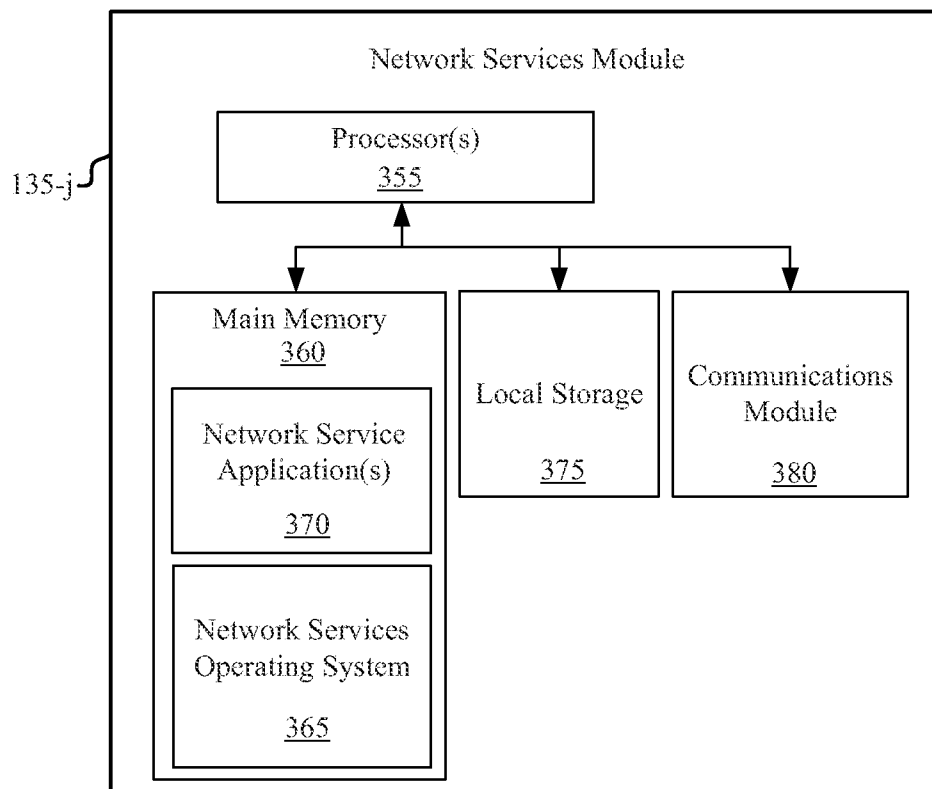 Network Services Module
Processor(s)
355
135-j
Main Memory
360
Network Service
Application(s)
370
Network Services
Operating System
365
Local Storage
375
Communications
Module
380